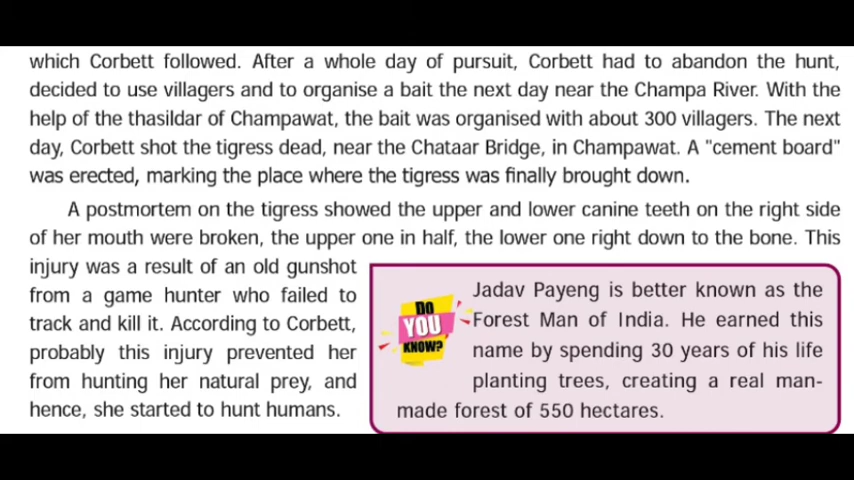 which Corbett followed. After a whole day of pursuit, Corbett had to abandon the hunt,
decided to use villagers and to organise a bait the next day near the Champa River. With the
help of the thasildar of Champawat, the bait was organised with about 300 villagers. The next
day, Corbett shot the tigress dead, near the Chataar Bridge, in Champawat. A "cement board"
was erected, marking the place where the tigress was finally brought down.
A postmortem on the tigress showed the upper and lower canine teeth on the right side
of her mouth were broken, the upper one in half, the lower one right down to the bone. This
injury was a result of an old gunshot
from a game hunter who failed to
track and kill it. According to Corbett,
probably this injury prevented her
from hunting her natural prey, and
hence, she started to hunt humans.
DO
YOU
KNOW?
Jadav Payeng is better known as the
Forest Man of India. He earned this
name by spending 30 years of his life
planting trees, creating a real man-
made forest of 550 hectares.